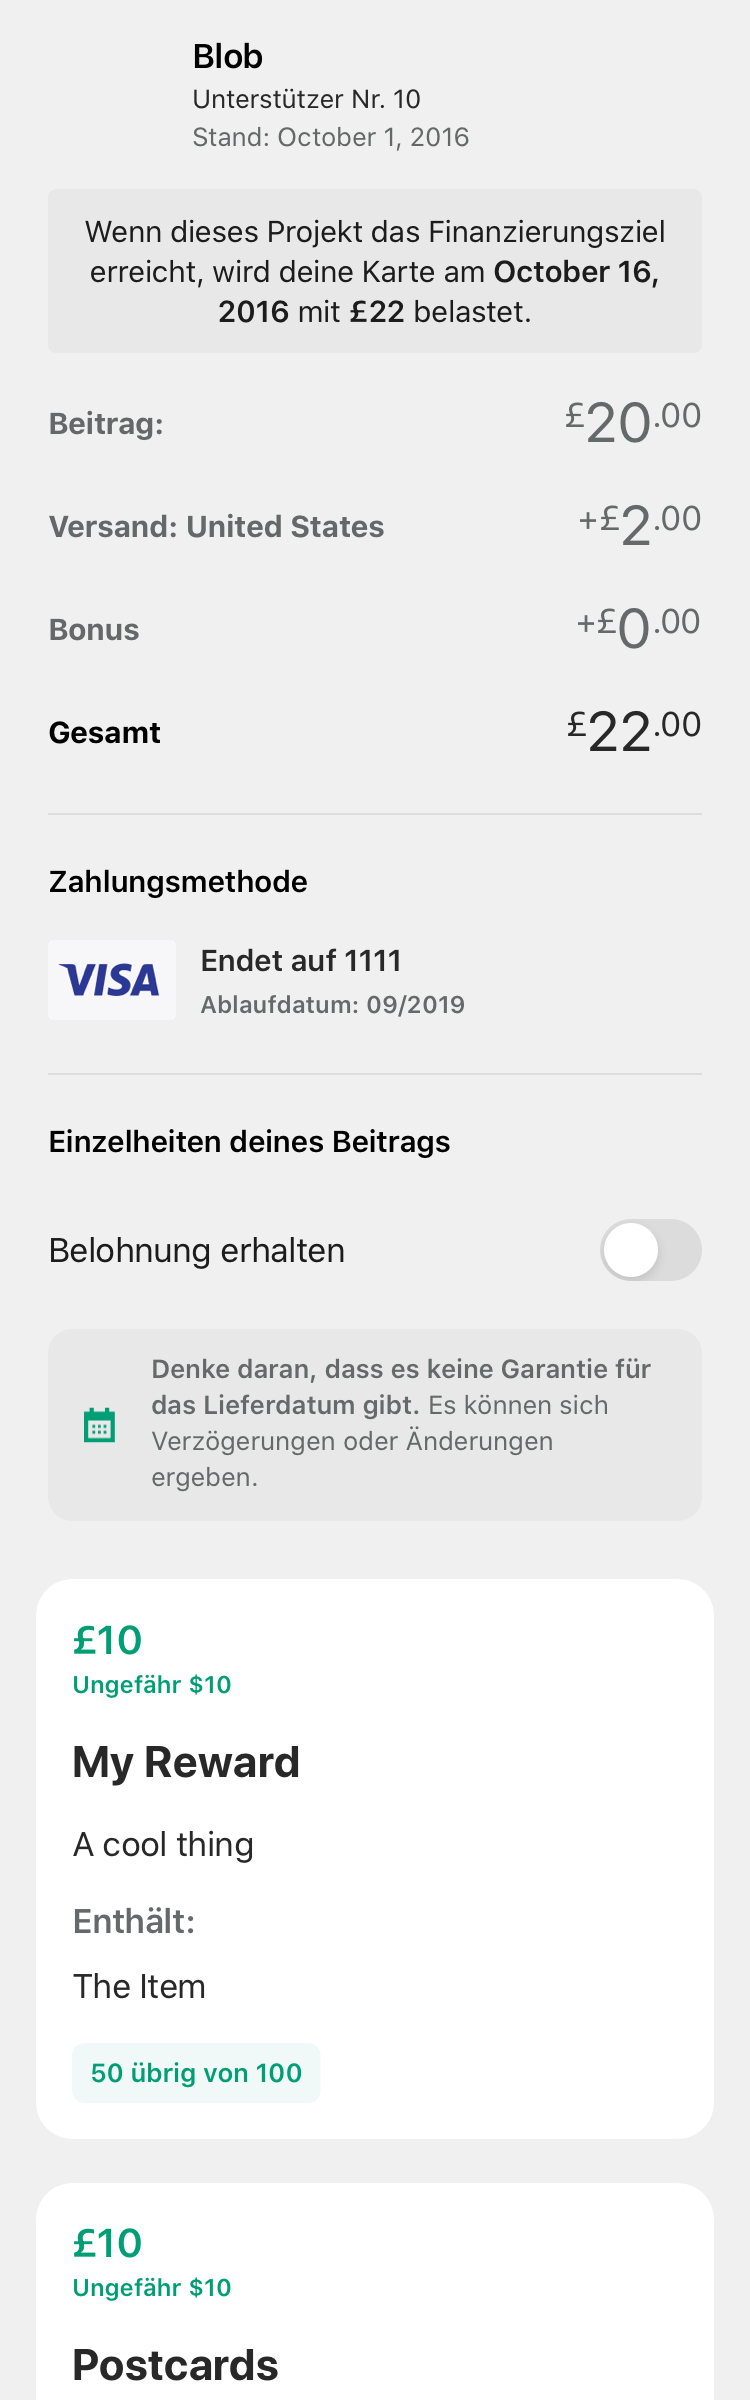 Blob
Unterstützer Nr. 10
Stand: October 1, 2016
Wenn dieses Projekt das Finanzierungsziel
erreicht, wird deine Karte am October 16,
2016 mit £22 belastet.
Beitrag: £20.00
Versand: United States +£2.00
Bonus +£0.00
Gesamt £22.00
Zahlungsmethode
VISA
Endet auf 1111
Ablaufdatum: 09/2019
Einzelheiten deines Beitrags
Belohnung erhalten
Denke daran, dass es keine Garantie für
das Lieferdatum gibt. Es können sich
Verzögerungen oder Änderungen
ergeben.
£10
Ungefähr $10
My Reward
A cool thing
Enthält:
The Item
50 übrig von 100
£10
Ungefähr $10
Postcards